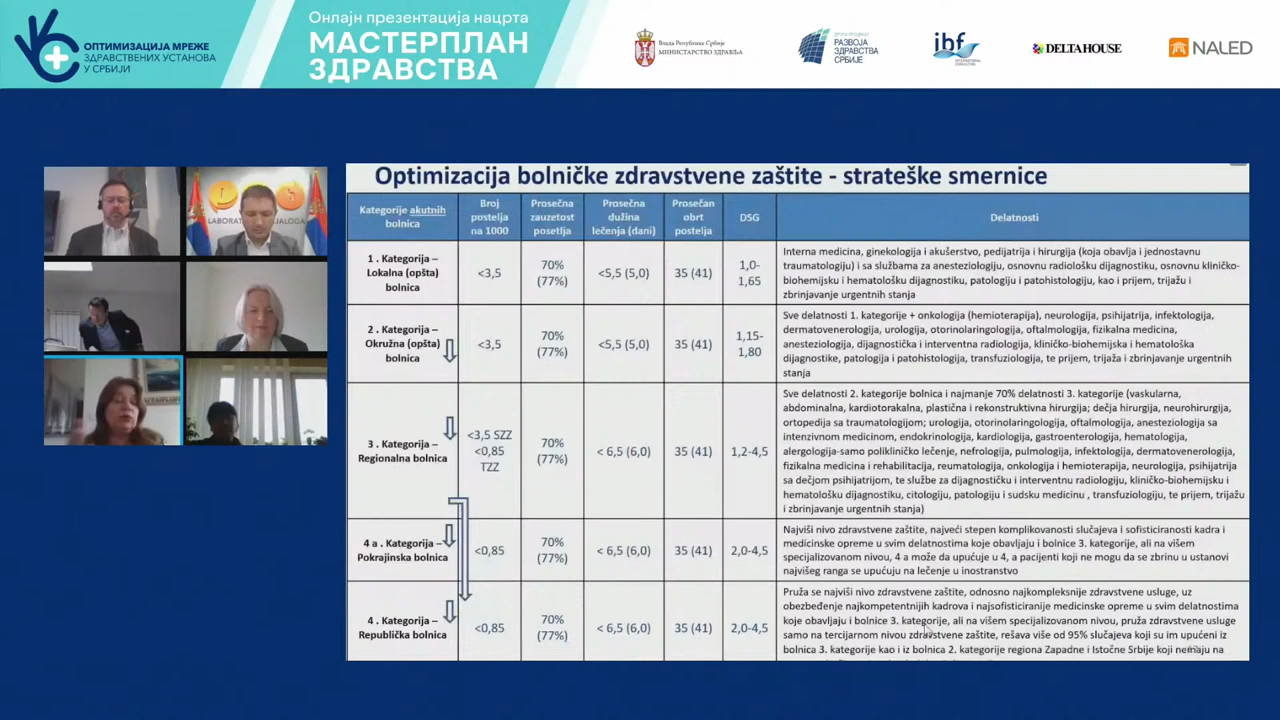 ОПТИМИЗАЦИЈА МРЕЖЕ
ЗДРАВСТВЕНИХ УСТАНОВА
У СРБИЈИ
Онлајн презентација нацрта
МАСТЕРПЛАН
ЗДРАВСТВА
Влада Републике Србије
МИНИСТАРСТВО ЗДРАВЉА
РАЗВОЈА
ЗДРАВСТВА
СРБИЈЕ
ibf
DELTAHOUSE
NALED
Optimizacija bolničke zdravstvene zaštite - strateške smernice
Kategorije akutnih
bolnica
Broj
postelja
na 1000
Prosečna
zauzetost
posetlja
Prosečna
dužina
lečenja (dani)
Prosečan
obrt
postelja
DSG
Delatnosti
1 . Kategorija –
Lokalna (opšta)
bolnica
<3,5
70%
(77%)
<5,5 (5,0)
35 (41)
1,0-
1,65
Interna medicina, ginekologija i akušerstvo, pedijatrija i hirurgija (koja obavlja i jednostavnu
traumatologiju) i sa službama za anesteziologiju, osnovnu radiološku dijagnostiku, osnovnu kliničko-
biohemijsku i hematološku dijagnostiku, patologiju i patohistologiju, kao i prijem, trijažu i
zbrinjavanje urgentnih stanja
2 . Kategorija –
Okružna (opšta)
bolnica
<3,5
70%
(77%)
<5,5 (5,0)
35 (41)
1,15-
1,80
Sve delatnosti 1. kategorije + onkologija (hemioterapija), neurologija, psihijatrija, infektologija,
dermatovenerologija, urologija, otorinolaringologija, oftalmologija, fizikalna medicina,
anesteziologija, dijagnostička i interventna radiologija, kliničko-biohemijska i hematološka
dijagnostike, patologija i patohistologija, transfuziologija, te prijem, trijaža i zbrinjavanje urgentnih
stanja
3 . Kategorija –
Regionalna bolnica
<3,5 SZZ
<0,85
TZZ
70%
(77%)
< 6,5 (6,0)
35 (41)
1,2-4,5
Sve delatnosti 2. kategorije bolnica i najmanje 70% delatnosti 3. kategorije (vaskularna,
abdominalna, kardiotorakalna, plastična i rekonstruktivna hirurgija; dečja hirurgija, neurohirurgija,
ortopedija sa traumatologijom; urologija, otorinolaringologija, oftalmologija, anesteziologija sa
intenzivnom medicinom, endokrinologija, kardiologija, gastroenterologija, hematologija,
alergologija-samo polikliničko lečenje, nefrologija, pulmologija, infektologija, dermatovenerologija,
fizikalna medicina i rehabilitacija, reumatologija, onkologija i hemioterapija, neurologija, psihijatrija
sa dečjom psihijatrijom, te službe za dijagnostičku i interventnu radiologiju, kliničko-biohemijsku i
hematološku dijagnostiku, citologiju, patologiju i sudsku medicinu , transfuziologiju, te prijem, trijažu
i zbrinjavanje urgentnih stanja)
4 a . Kategorija –
Pokrajinska bolnica
<0,85
70%
(77%)
< 6,5 (6,0)
35 (41)
2,0-4,5
Najviši nivo zdravstvene zaštite, najveći stepen komplikovanosti slučajeva i sofisticiranosti kadra i
medicinske opreme u svim delatnostima koje obavljaju i bolnice 3. kategorije, ali na višem
specijalizovanom nivou, 4 a može da upućuje u 4, a pacijenti koji ne mogu da se zbrinu u ustanovi
najvišeg ranga se upućuju na lečenje u inostranstvo
4 . Kategorija –
Republička bolnica
<0,85
70%
(77%)
< 6,5 (6,0)
35 (41)
2,0-4,5
Pruža se najviši nivo zdravstvene zaštite, odnosno najkompleksnije zdravstvene usluge, uz
obezbeđenje najkompetentnijih kadrova i najsofisticiranije medicinske opreme u svim delatnostima
koje obavljaju i bolnice 3. kategorije, ali na višem specijalizovanom nivou, pruža zdravstvene usluge
samo na tercijarnom nivou zdravstvene zaštite, rešava više od 95% slučajeva koji su im upućeni iz
bolnica 3. kategorije kao i iz bolnica 2. kategorije regiona Zapadne i Istočne Srbije koji nemaju na